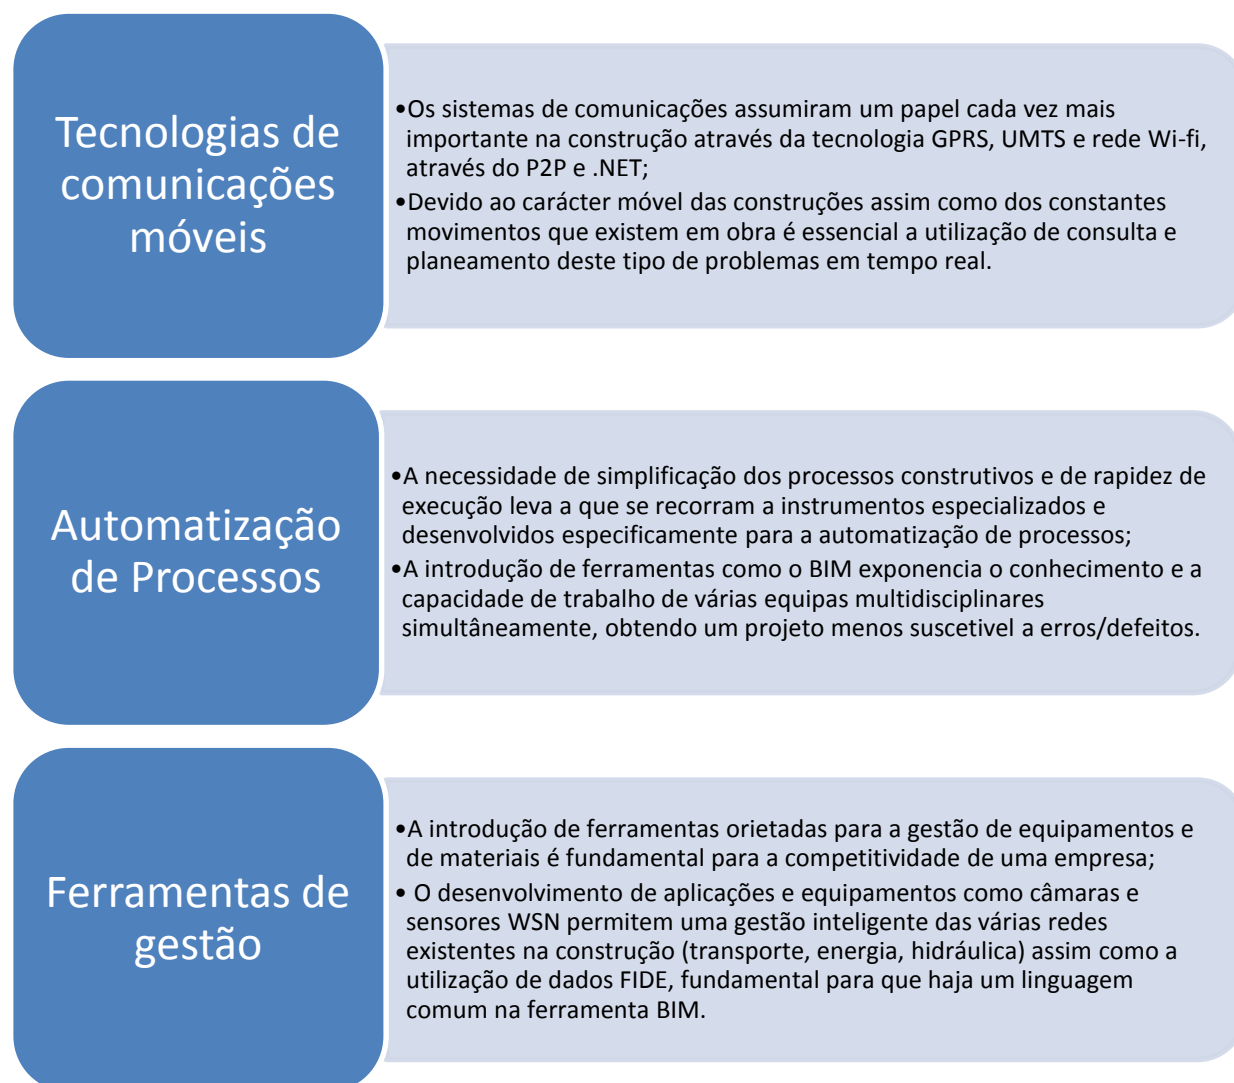 Tecnologias de
comunicações
móveis
•Os sistemas de comunicações assumiram um papel cada vez mais
importante na construção através da tecnologia GPRS, UMTS e rede Wi-fi,
através do P2P e .NET;
•Devido ao carácter móvel das construções assim como dos constantes
movimentos que existem em obra é essencial a utilização de consulta e
planeamento deste tipo de problemas em tempo real.
Automatização
de Processos
•A necessidade de simplificação dos processos construtivos e de rapidez de
execução leva a que se recorram a instrumentos especializados e
desenvolvidos especificamente para a automatização de processos;
•A introdução de ferramentas como o BIM exponencia o conhecimento e a
capacidade de trabalho de várias equipas multidisciplinares
simultâneamente, obtendo um projeto menos suscetivel a erros/defeitos.
Ferramentas de
gestão
•A introdução de ferramentas orietadas para a gestão de equipamentos e
de materiais é fundamental para a competitividade de uma empresa;
• O desenvolvimento de aplicações e equipamentos como câmaras e
sensores WSN permitem uma gestão inteligente das várias redes
existentes na construção (transporte, energia, hidráulica) assim como a
utilização de dados FIDE, fundamental para que haja um linguagem
comum na ferramenta BIM.